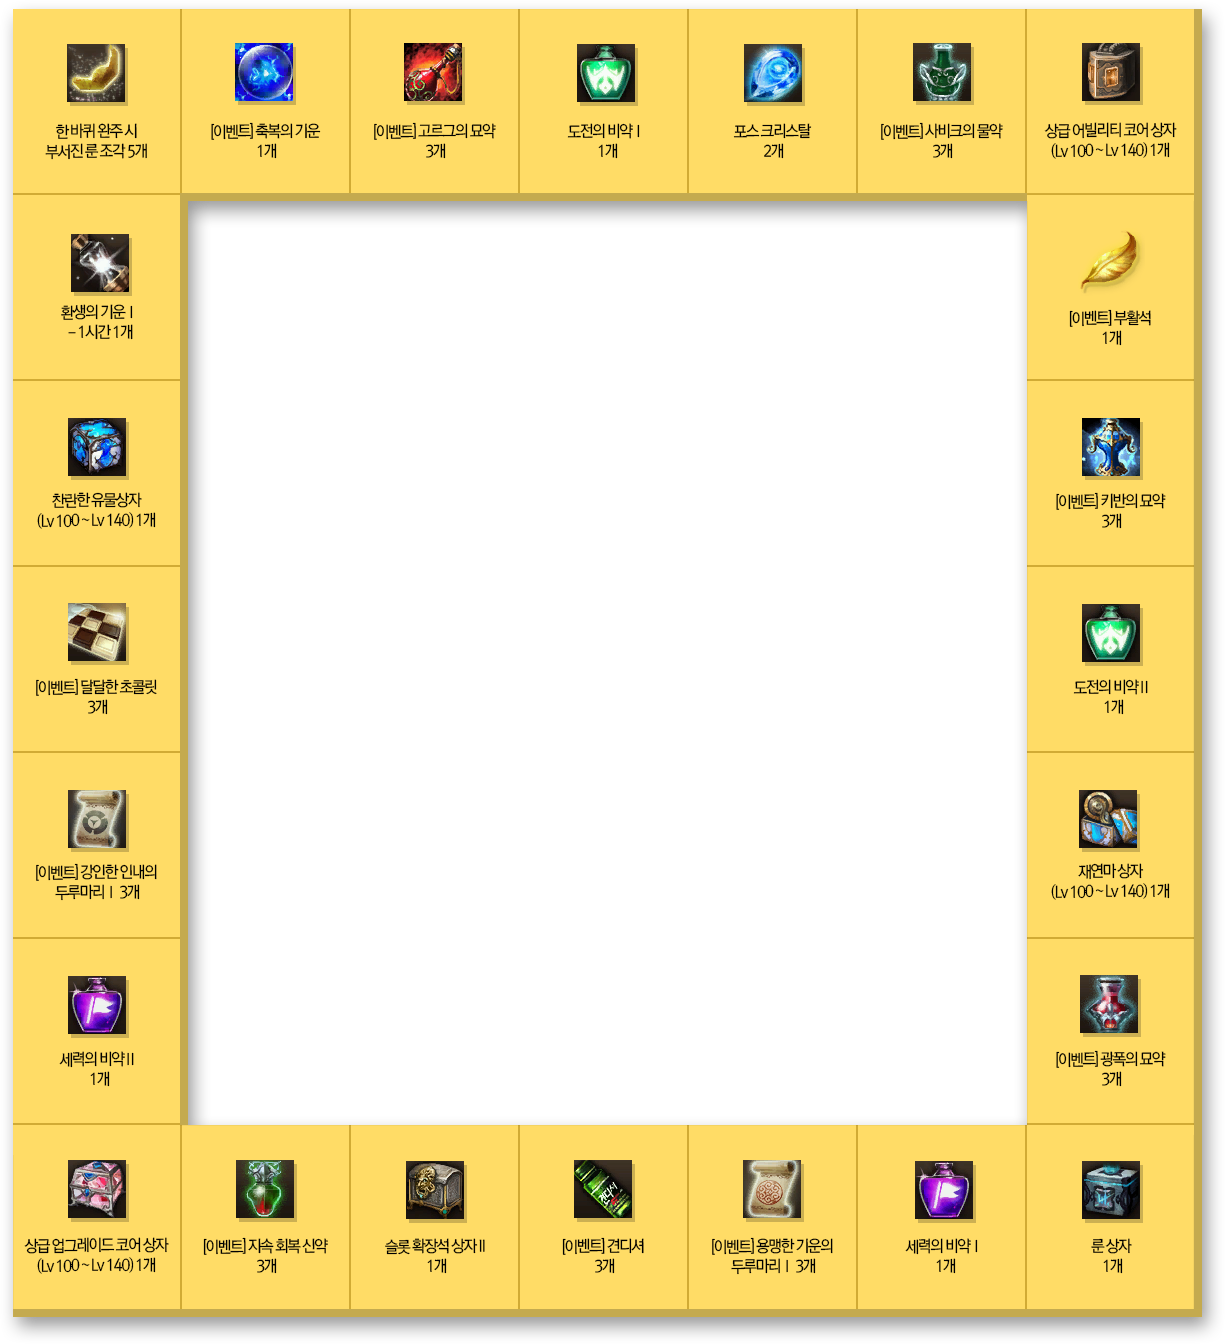 한 바퀴 완주 시
부서진 룬 조각 5개
[이벤트] 축복의 기운
1개
[이벤트] 고르그의 묘약
3개
도전의 비약 I
1개
포스 크리스탈
2개
[이벤트] 사비크의 물약
3개
상급 어빌리티 코어 상자
(Lv 100 ~ Lv 140) 1개
환생의 기운 I
– 1시간 1개
[이벤트] 부활석
1개
찬란한 유물상자
(Lv 100 ~ Lv 140) 1개
[이벤트] 키반의 묘약
3개
[이벤트] 달달한 초콜릿
3개
도전의 비약 II
1개
[이벤트] 강인한 인내의
두루마리 I 3개
재연마 상자
(Lv 100 ~ Lv 140) 1개
세력의 비약 II
1개
[이벤트] 광폭의 묘약
3개
상급 업그레이드 코어 상자
(Lv 100 ~ Lv 140) 1개
[이벤트] 자속 회복 신약
3개
슬롯 확장석 상자 II
1개
견디셔
[이벤트] 견디셔
3개
[이벤트] 용맹한 기운의
두루마리 I 3개
세력의 비약 I
1개
룬 상자
1개